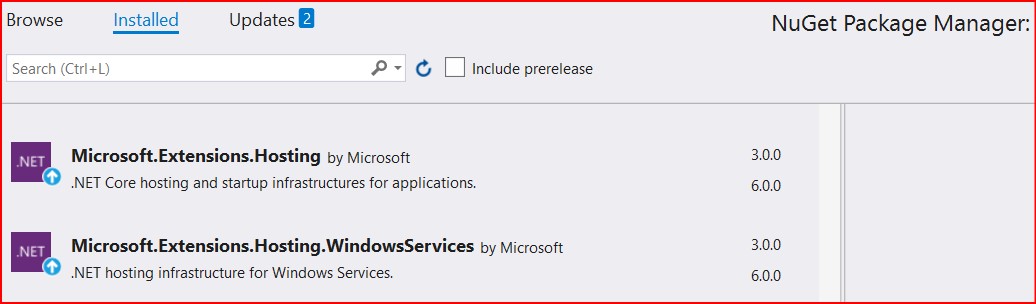 Browse Installed Updates 2 NuGet Package Manager:
Search (Ctrl+L) Include prerelease
.NET Microsoft.Extensions.Hosting by Microsoft 3.0.0
.NET Core hosting and startup infrastructures for applications. 6.0.0
.NET Microsoft.Extensions.Hosting.WindowsServices by Microsoft 3.0.0
.NET hosting infrastructure for Windows Services. 6.0.0